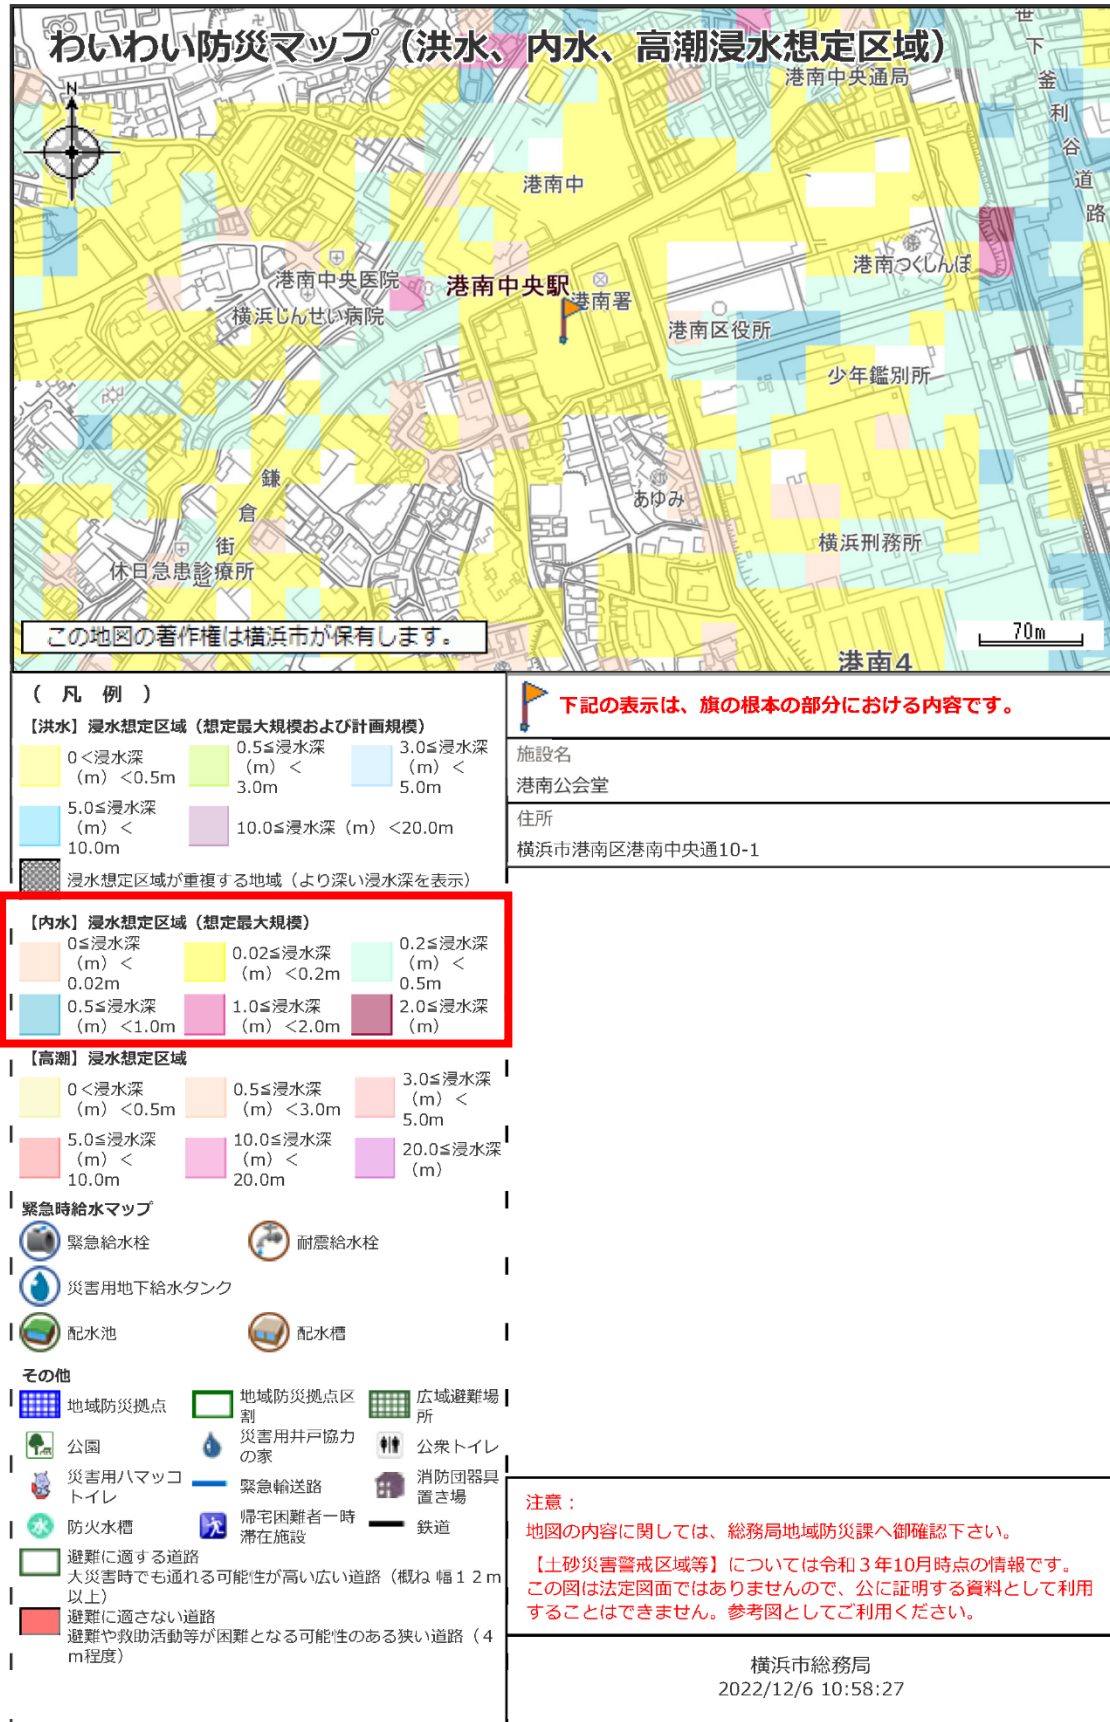 わいわい防災マップ（洪水、内水、高潮浸水想定区域）
N
世
下
釜
利
谷
道
路
港南中央通局
港南中
港南つくしんぼ
港南中央医院
港南中央駅
港南署
横浜じんせい病院
港南区役所
少年鑑別所
鎌
倉
街
道
あゆみ
横浜刑務所
休日急患診療所
この地図の著作権は横浜市が保有します。
70m
港南4
（ 凡 例 ）
【洪水】浸水想定区域（想定最大規模および計画規模）
0＜浸水深
（m）＜0.5m
0.5≦浸水深
（m）＜
3.0m
3.0≦浸水深
（m）＜
5.0m
5.0≦浸水深
（m）＜
10.0m
10.0≦浸水深（m）＜20.0m
浸水想定区域が重複する地域（より深い浸水深を表示）
【内水】浸水想定区域（想定最大規模）
0≦浸水深
（m）＜
0.02m
0.02≦浸水深
（m）＜0.2m
0.2≦浸水深
（m）＜
0.5m
0.5≦浸水深
（m）＜1.0m
1.0≦浸水深
（m）＜2.0m
2.0≦浸水深
（m）
【高潮】浸水想定区域
0＜浸水深
（m）＜0.5m
0.5≦浸水深
（m）＜3.0m
3.0≦浸水深
（m）＜
5.0m
5.0≦浸水深
（m）＜
10.0m
10.0≦浸水深
（m）＜
20.0m
20.0≦浸水深
（m）
緊急時給水マップ
緊急給水栓
耐震給水栓
災害用地下給水タンク
配水池
配水槽
その他
地域防災拠点
地域防災拠点区
割
広域避難場
所
公園
災害用井戸協力
の家
公衆トイレ
災害用ハマッコ
トイレ
緊急輸送路
消防団器具
置き場
水
防火水槽
帰宅困難者一時
滞在施設
鉄道
避難に適する道路
大災害時でも通れる可能性が高い広い道路（概ね 幅１２ｍ
以上）
避難に適さない道路
避難や救助活動等が困難となる可能性のある狭い道路（４
ｍ程度）
下記の表示は、旗の根本の部分における内容です。
施設名
港南公会堂
住所
横浜市港南区港南中央通10-1
注意：
地図の内容に関しては、総務局地域防災課へ御確認下さい。
【土砂災害警戒区域等】については令和３年10月時点の情報です。
この図は法定図面ではありませんので、公に証明する資料として利用
することはできません。参考図としてご利用ください。
横浜市総務局
2022/12/6 10:58:27